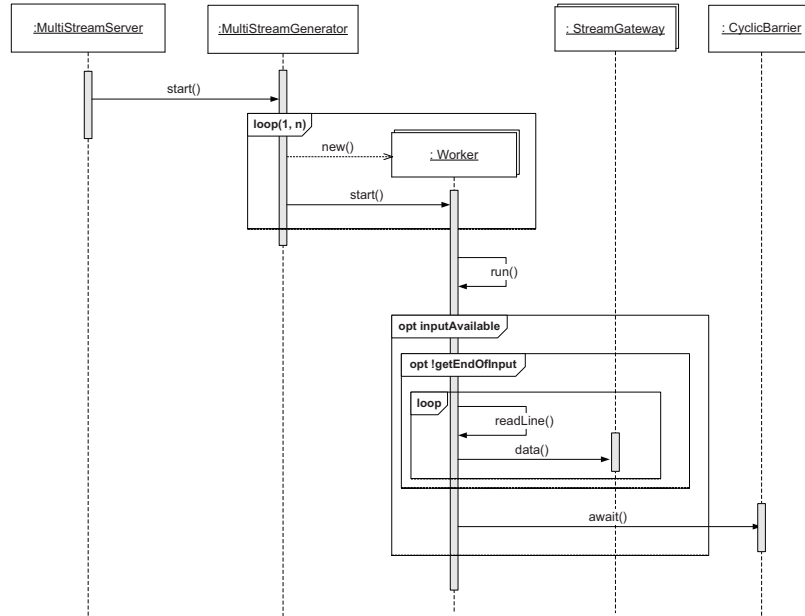 :MultiStreamServer
:MultiStreamGenerator
: StreamGateway
: CyclicBarrier
start()
loop(1, n)
new()
: Worker
start()
run()
opt inputAvailable
opt !getEndOfInput
loop
readLine()
data()
await()